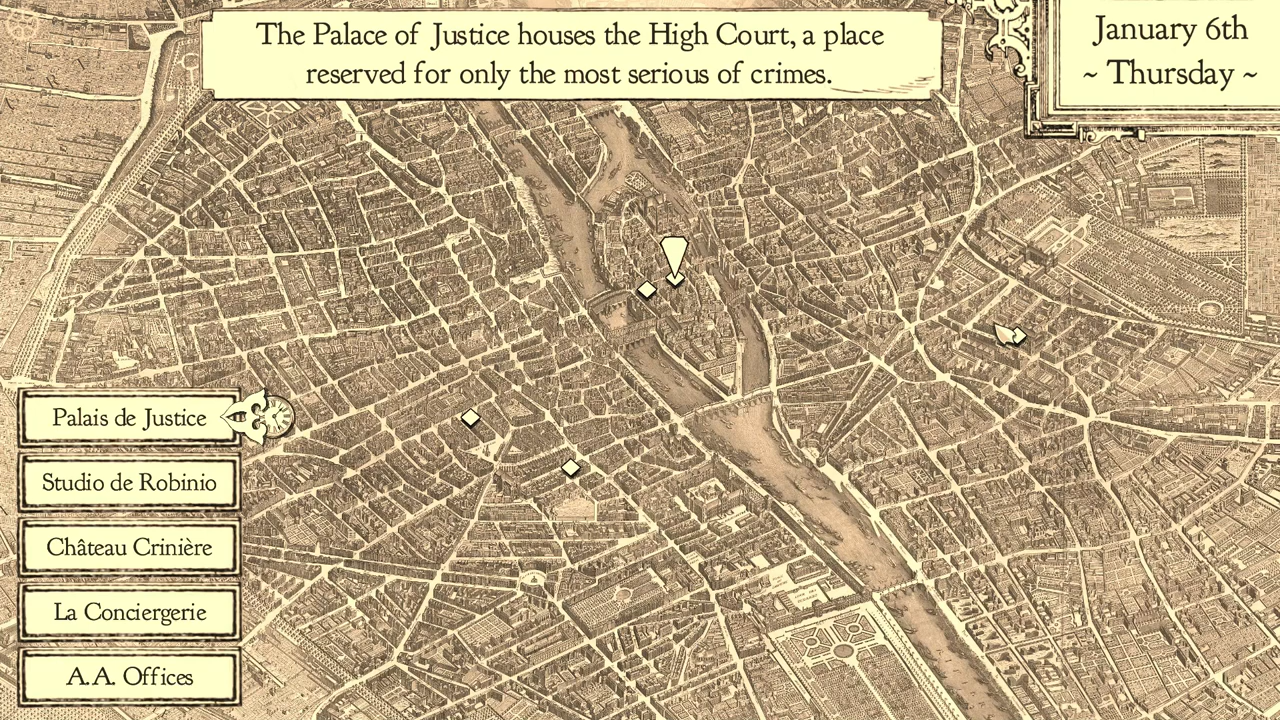 The Palace of Justice houses the High Court, a place
reserved for only the most serious of crimes.
January 6th
~ Thursday ~
Palais de Justice
Studio de Robinio
Château Crinière
La Conciergerie
A.A. Offices